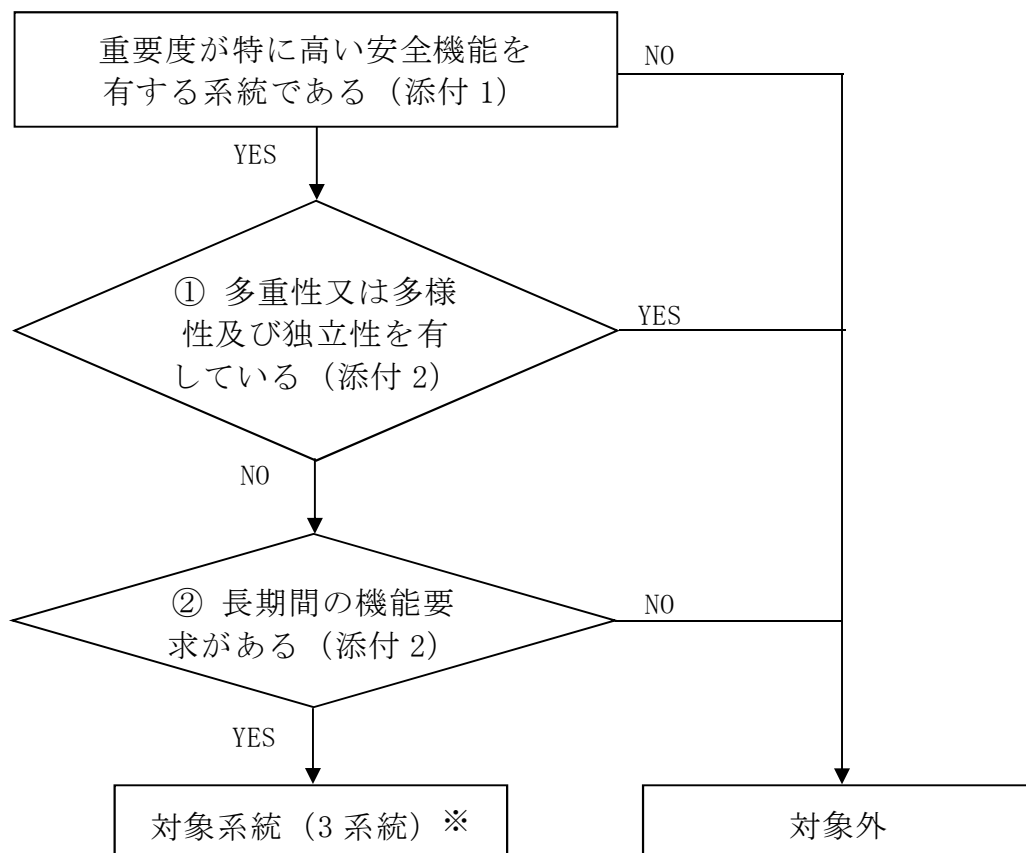 重要度が特に高い安全機能を
有する系統である（添付 1）
NO
YES
① 多重性又は多様
性及び独立性を有
している（添付 2）
YES
NO
② 長期間の機能要
求がある（添付 2）
NO
YES
対象系統（3 系統）※
対象外